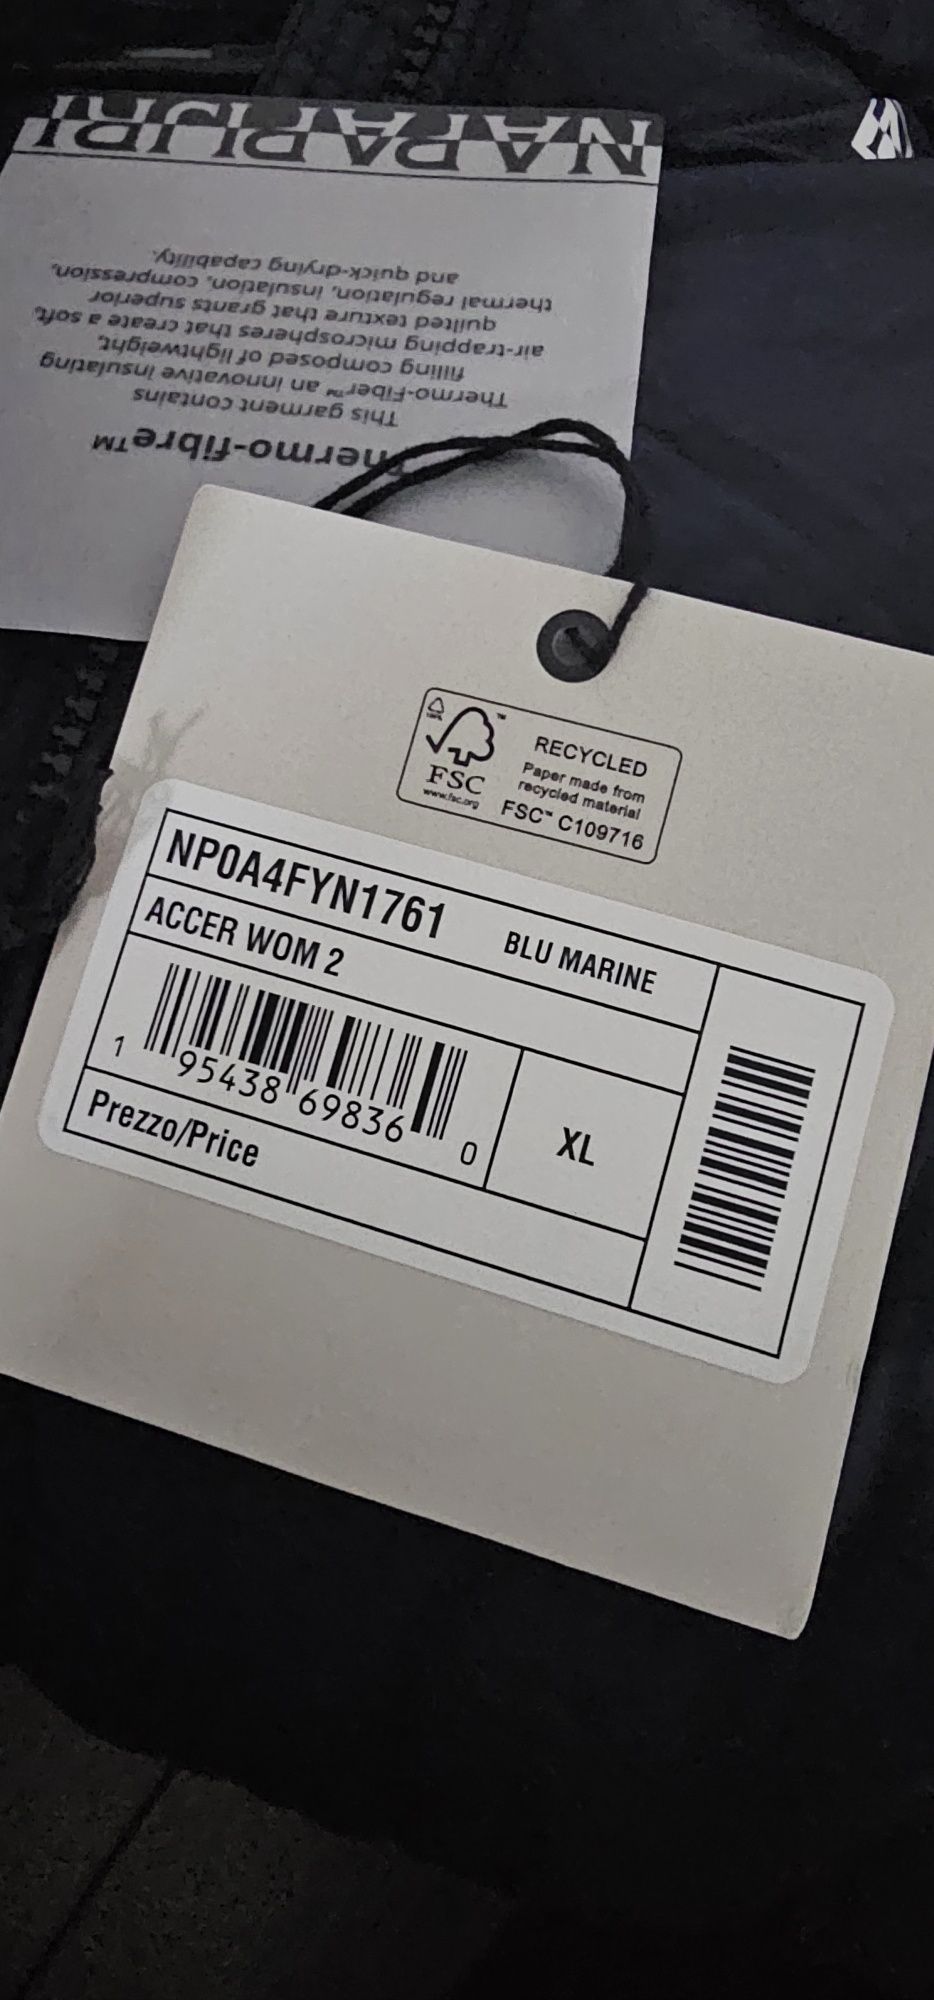 NAPAPIJRI
Thermo-fibre™
This garment contains
Thermo-Fiber™ an innovative insulating
filling composed of lightweight,
air-trapping microspheres that create a soft,
quilted texture that grants superior
thermal regulation, insulation, compression,
and quick-drying capability.
100%
FSC™
www.fsc.org
RECYCLED
Paper made from
recycled material
FSC™ C109716
NP0A4FYN1761 BLU MARINE
ACCER WOM 2
1 95438 69836 0
XL
Prezzo/Price